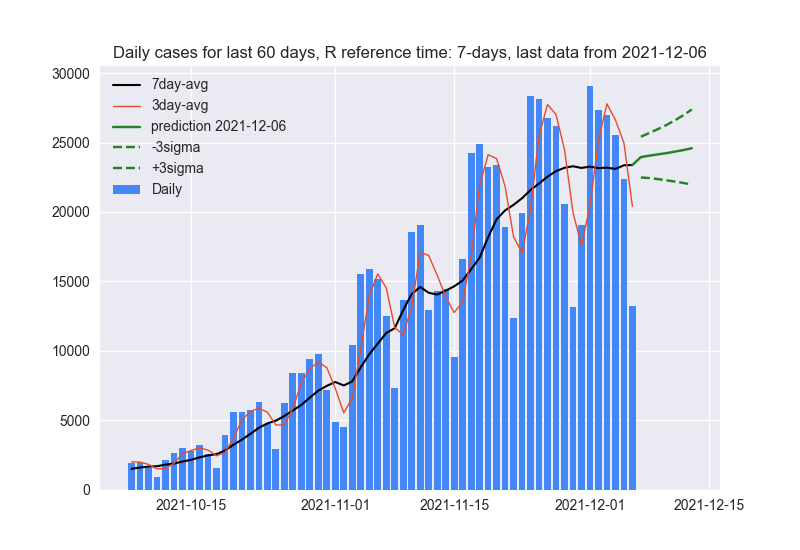 Daily cases for last 60 days, R reference time: 7-days, last data from 2021-12-06
30000
25000
20000
15000
10000
5000
0
7day-avg
3day-avg
prediction 2021-12-06
-3sigma
+3sigma
Daily
2021-10-15
2021-11-01
2021-11-15
2021-12-01
2021-12-15